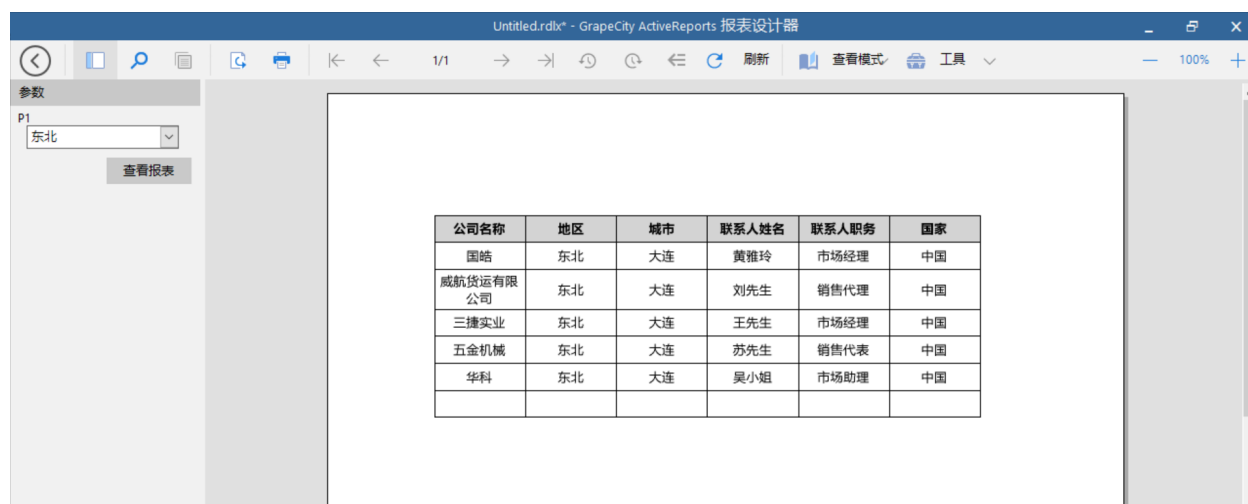 Untitled.rdlx* - GrapeCity ActiveReports 报表设计器
1/1 刷新 查看模式 工具 100%
参数
P1
东北
查看报表
公司名称 地区 城市 联系人姓名 联系人职务 国家
国皓 东北 大连 黄雅玲 市场经理 中国
威航货运有限
公司 东北 大连 刘先生 销售代理 中国
三捷实业 东北 大连 王先生 市场经理 中国
五金机械 东北 大连 苏先生 销售代表 中国
华科 东北 大连 吴小姐 市场助理 中国